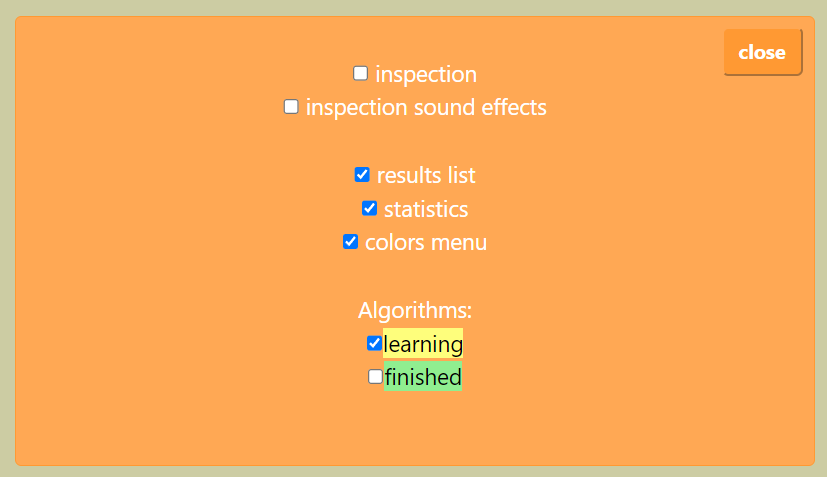 close
inspection
inspection sound effects
results list
statistics
colors menu
Algorithms:
learning
finished